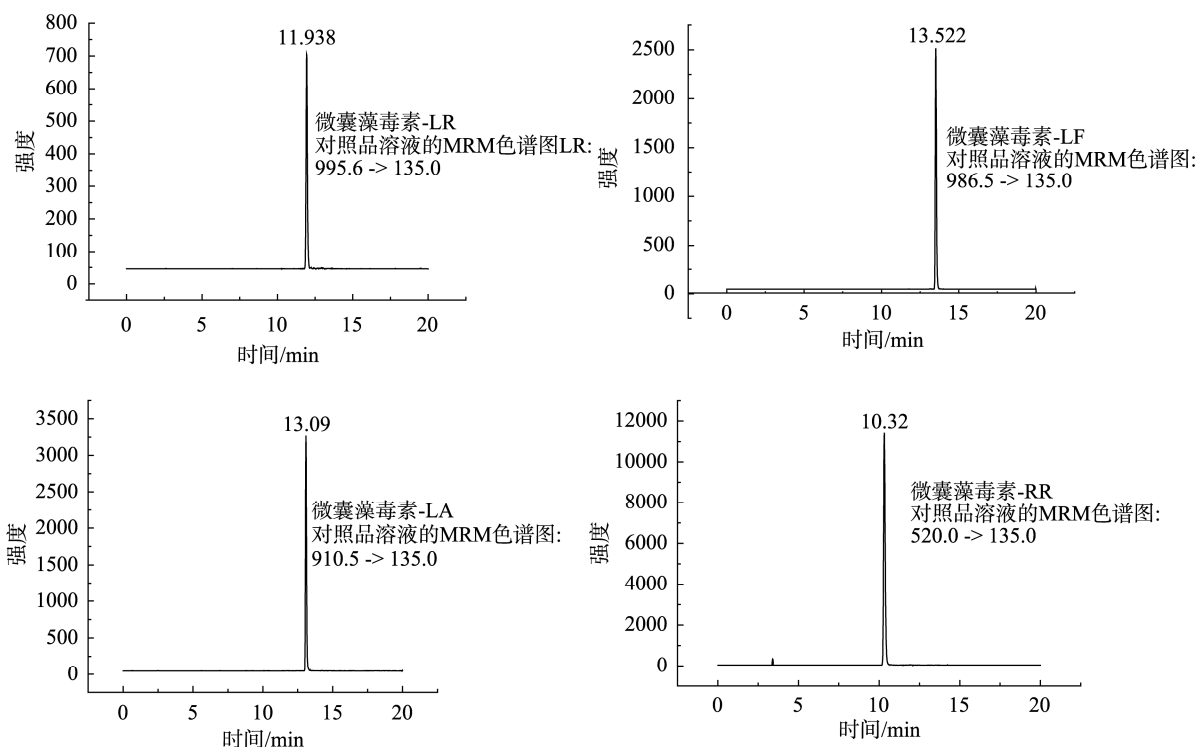 800
700
600
500
400
300
200
100
0
强度
11.938
微囊藻毒素-LR
对照品溶液的MRM色谱图LR:
995.6 -> 135.0
0 5 10 15 20
时间/min
2500
2000
1500
1000
500
0
强度
13.522
微囊藻毒素-LF
对照品溶液的MRM色谱图:
986.5 -> 135.0
0 5 10 15 20
时间/min
3500
3000
2500
2000
1500
1000
500
0
强度
13.09
微囊藻毒素-LA
对照品溶液的MRM色谱图:
910.5 -> 135.0
0 5 10 15 20
时间/min
12000
10000
8000
6000
4000
2000
0
强度
10.32
微囊藻毒素-RR
对照品溶液的MRM色谱图:
520.0 -> 135.0
0 5 10 15 20
时间/min